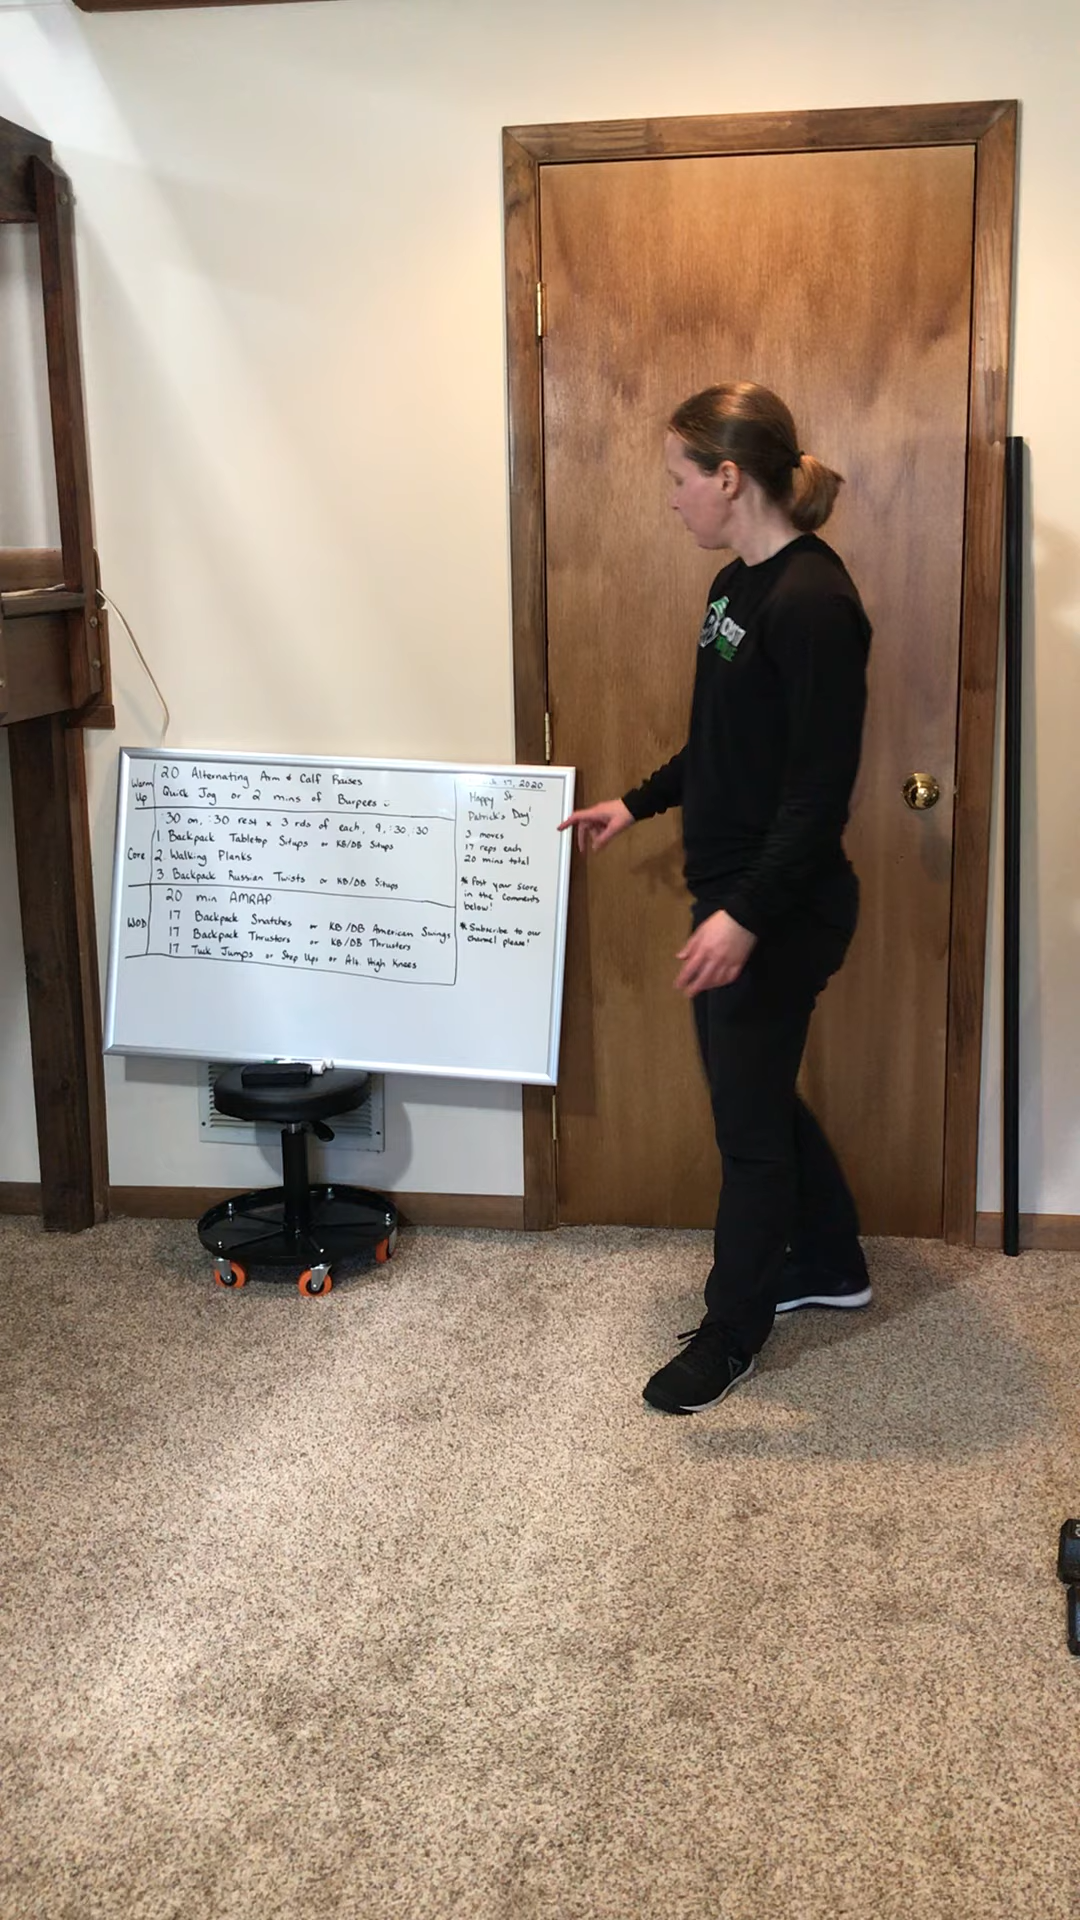 Warm Up
20 Alternating Arm & Calf Raises
Quick Jog or 2 mins of Burpees :
Core
:30 on, :30 rest x 3 rds of each, 9, :30, :30
1. Backpack Tabletop Situps or KB/DB Situps
2. Walking Planks
3. Backpack Russian Twists or KB/DB Situps
WOD
20 min AMRAP
17 Backpack Snatches or KB/DB American Swings
17 Backpack Thrusters or KB/DB Thrusters
17 Tuck Jumps or Step Ups or Alt. High Knees
17, 2020
Happy St.
Patrick's Day!
3 moves
17 reps each
20 mins total
* Post your score
in the comments
below!
* Subscribe to our
channel please!